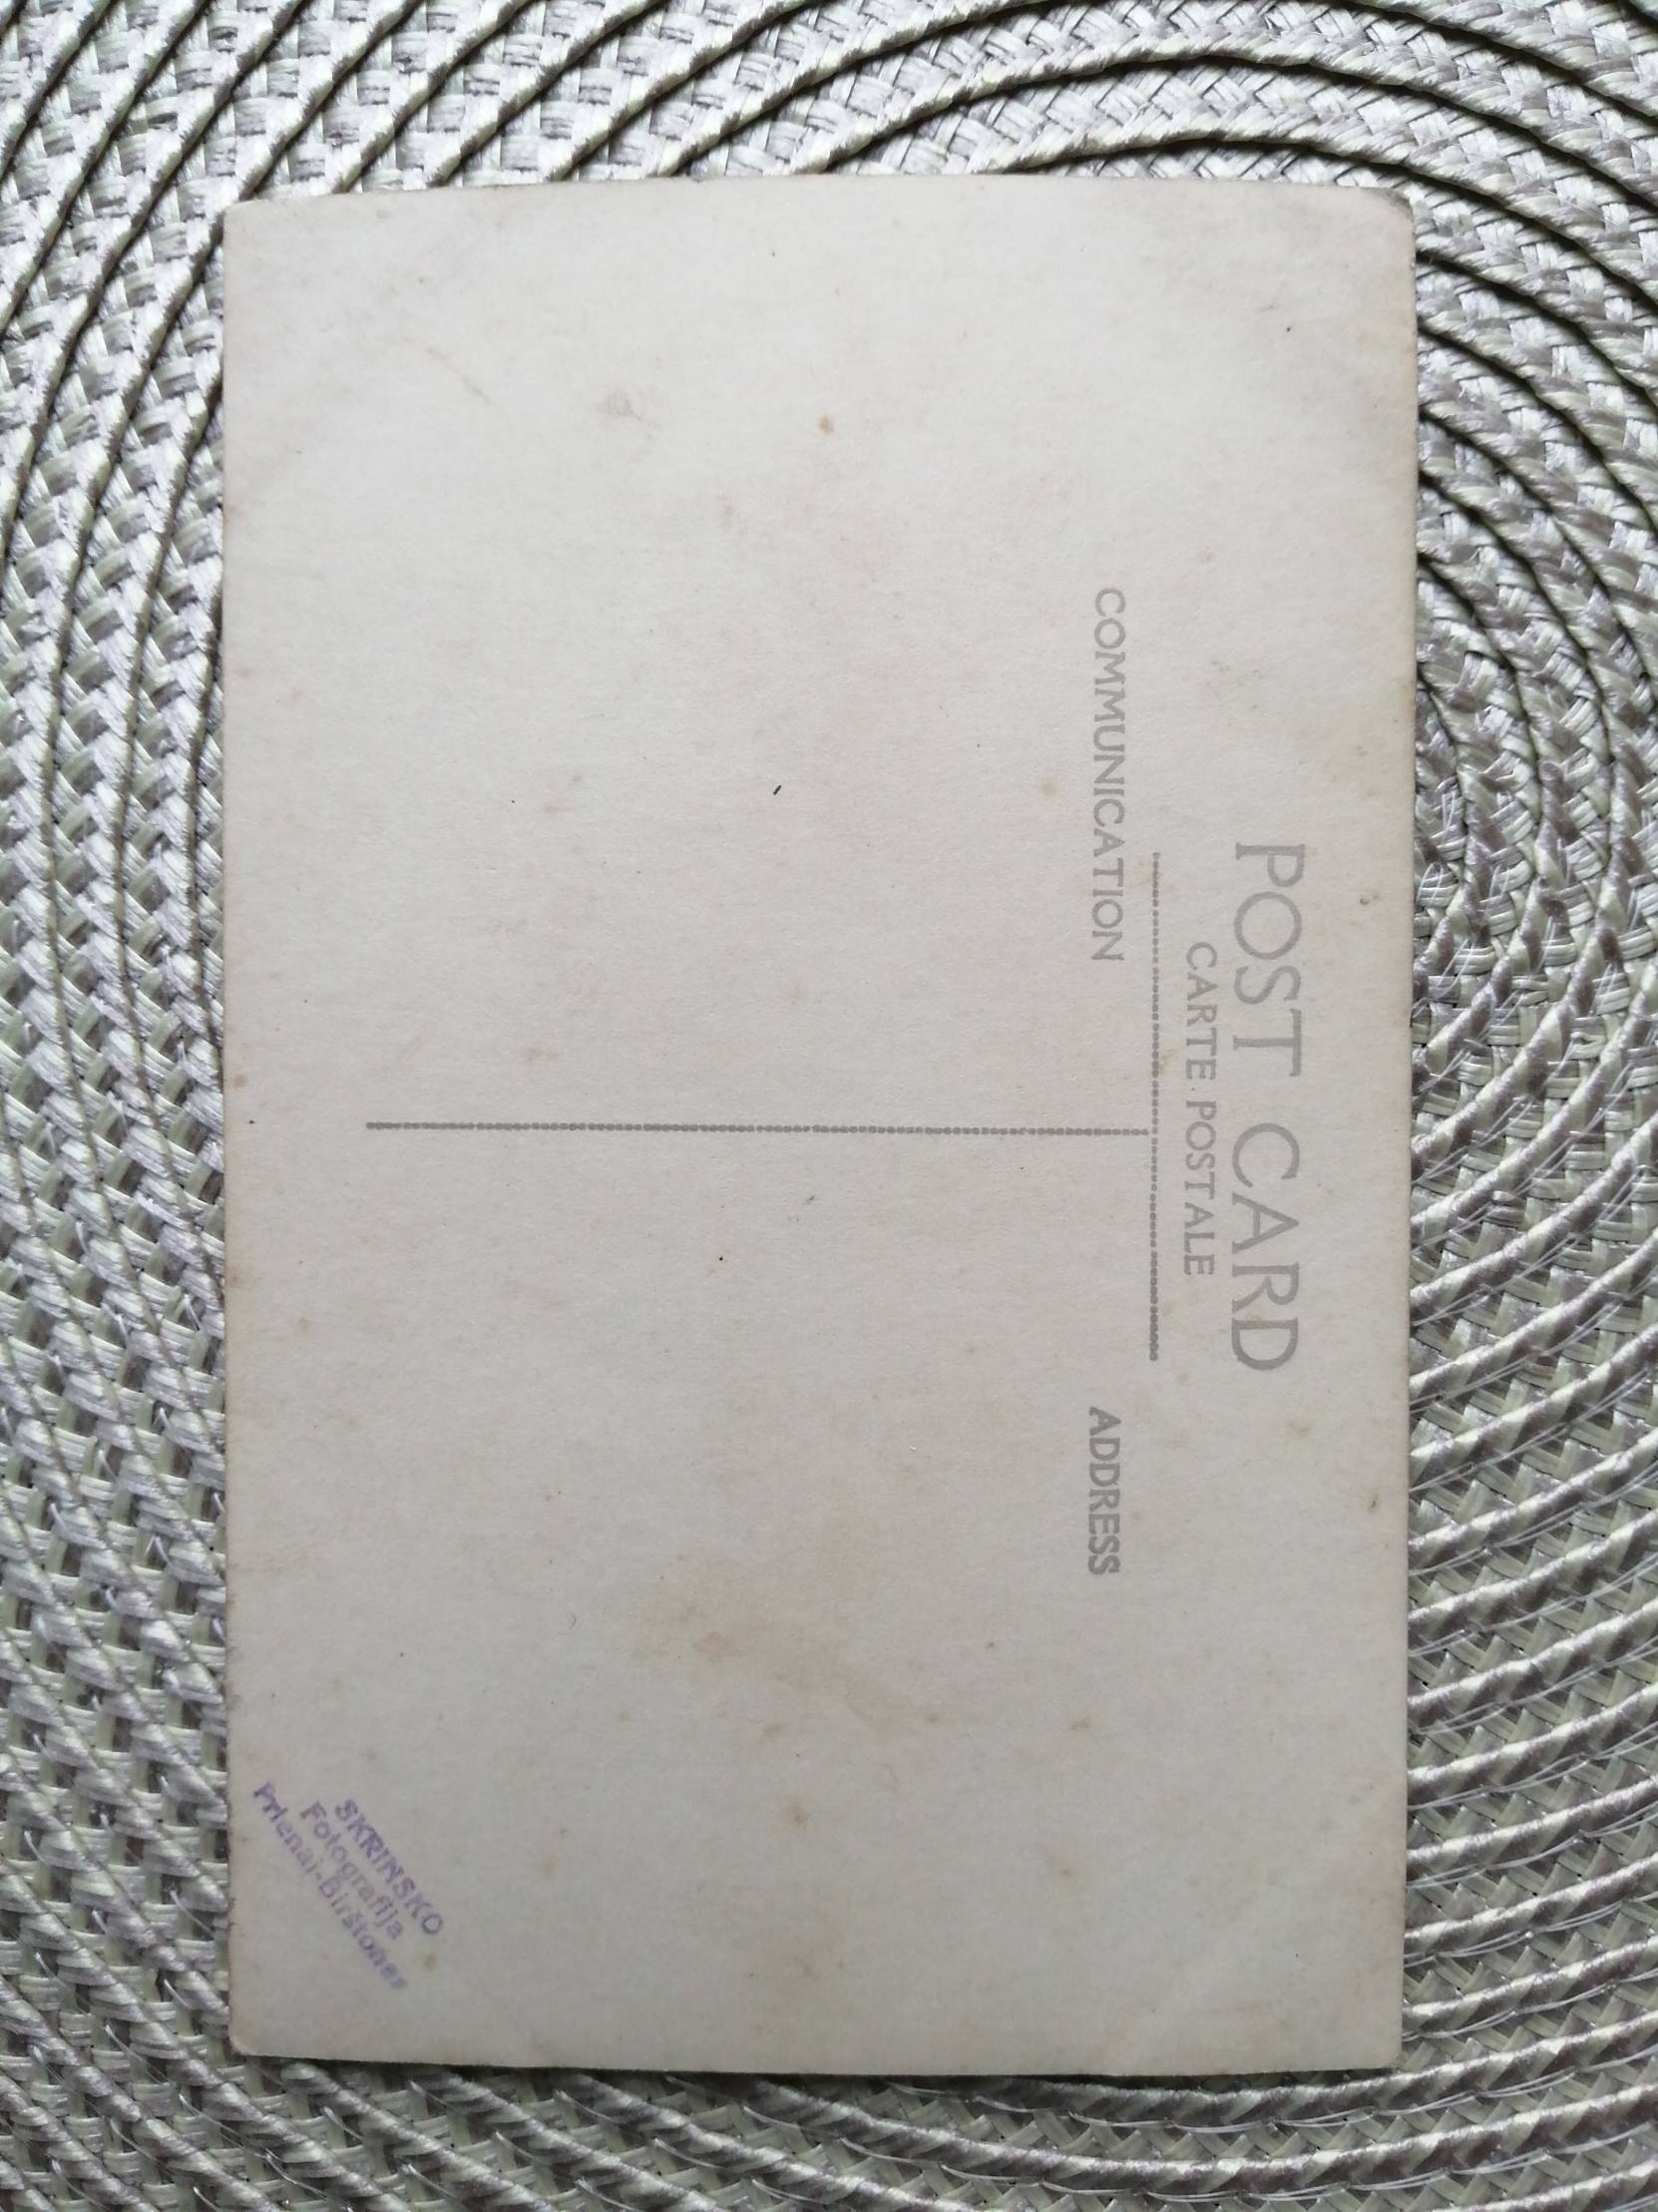 POST CARD
CARTE POSTALE
COMMUNICATION
ADDRESS
SKRINSKO
Fotografija
Prienai-Birštonas